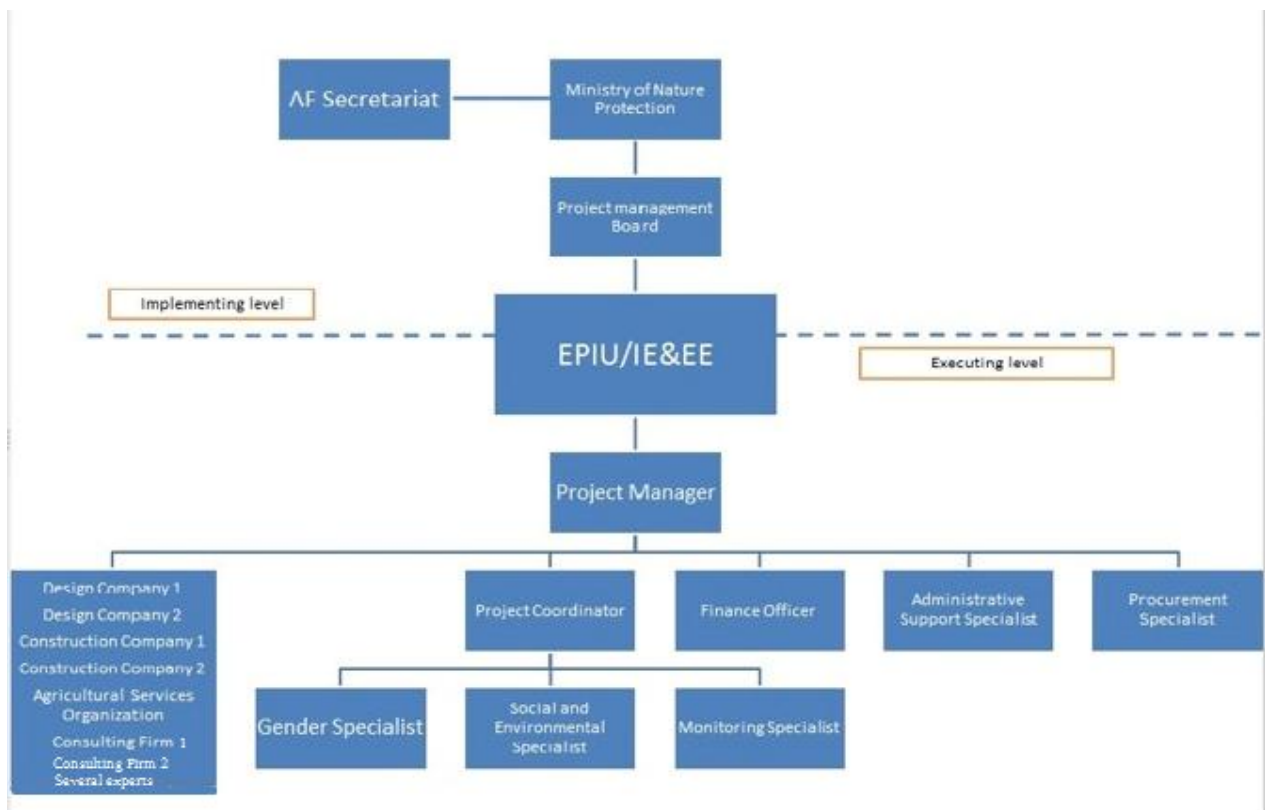 AF Secretariat
Ministry of Nature
Protection
Project management
Board
Implementing level
EPIU/IE&EE
Executing level
Project Manager
Design Company 1
Design Company 2
Construction Company 1
Construction Company 2
Agricultural Services
Organization
Consulting Firm 1
Consulting Firm 2
Several experts
Project Coordinator
Finance Officer
Administrative
Support Specialist
Procurement
Specialist
Gender Specialist
Social and
Environmental
Specialist
Monitoring Specialist